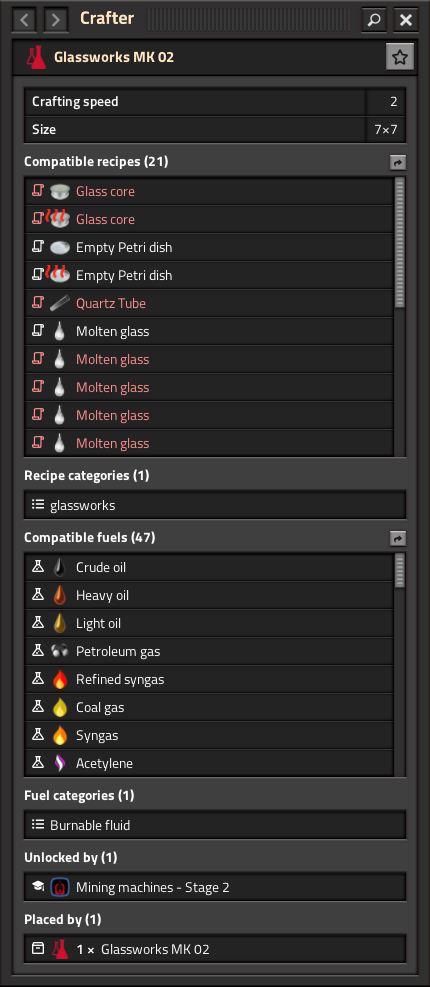 Crafter
Glassworks MK 02
Crafting speed 2
Size 7×7
Compatible recipes (21)
Glass core
Glass core
Empty Petri dish
Empty Petri dish
Quartz Tube
Molten glass
Molten glass
Molten glass
Molten glass
Molten glass
Recipe categories (1)
glassworks
Compatible fuels (47)
Crude oil
Heavy oil
Light oil
Petroleum gas
Refined syngas
Coal gas
Syngas
Acetylene
Fuel categories (1)
Burnable fluid
Unlocked by (1)
Mining machines - Stage 2
Placed by (1)
1 × Glassworks MK 02